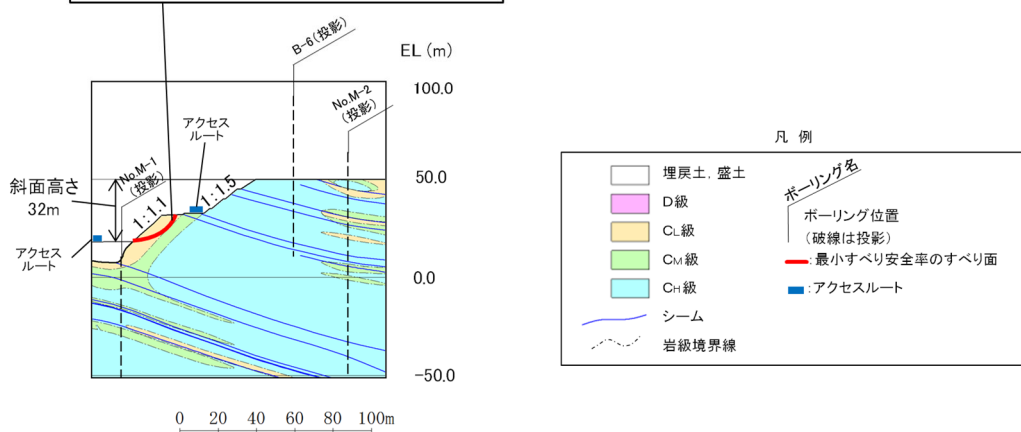 B-6(投影)
EL(m)
No.M-2
(投影)
100.0
アクセス
ルート
No.M-1
(投影)
斜面高さ
32m
1:1.1
1:1.5
50.0
アクセス
ルート
0.0
-50.0
0 20 40 60 80 100m
凡 例
埋戻土, 盛土
D級
CL級
CM級
CH級
シーム
岩級境界線
ボーリング名
ボーリング位置
(破線は投影)
:最小すべり安全率のすべり面
:アクセスルート